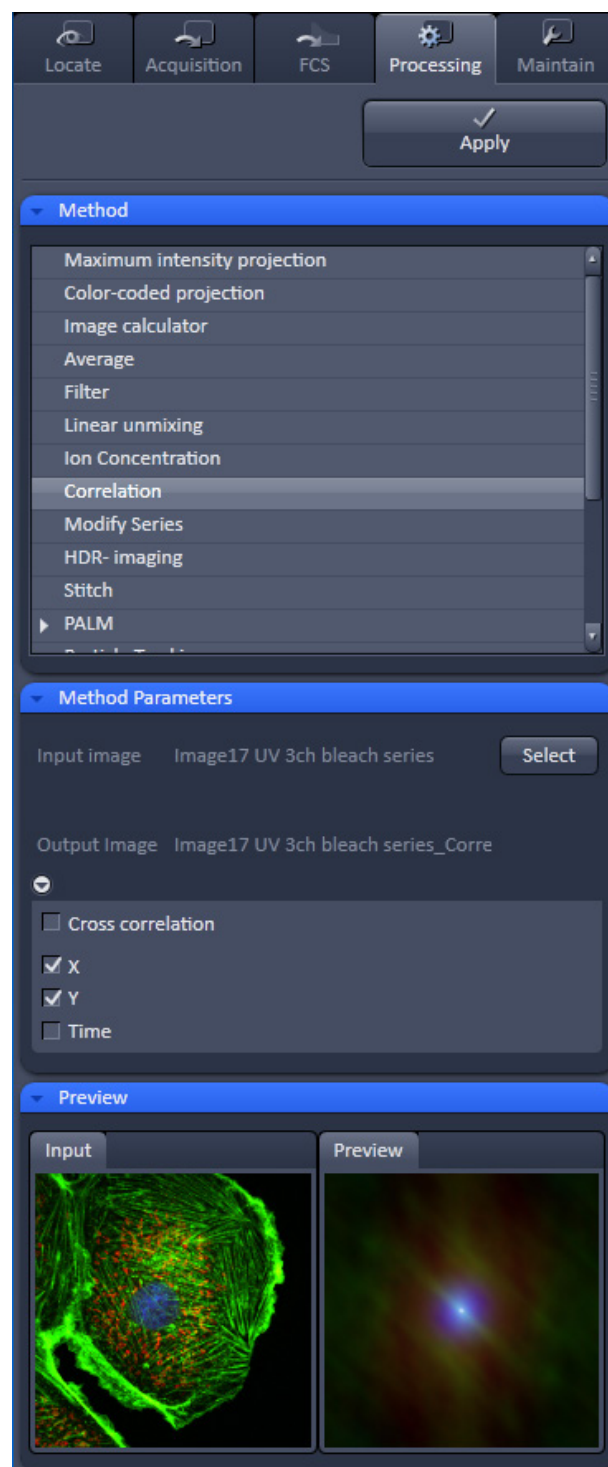 Locate Acquisition FCS Processing Maintain
Apply
Method
Maximum intensity projection
Color-coded projection
Image calculator
Average
Filter
Linear unmixing
Ion Concentration
Correlation
Modify Series
HDR- imaging
Stitch
PALM
Method Parameters
Input image Image17 UV 3ch bleach series Select
Output Image Image17 UV 3ch bleach series_Corre
Cross correlation
X
Y
Time
Preview
Input Preview